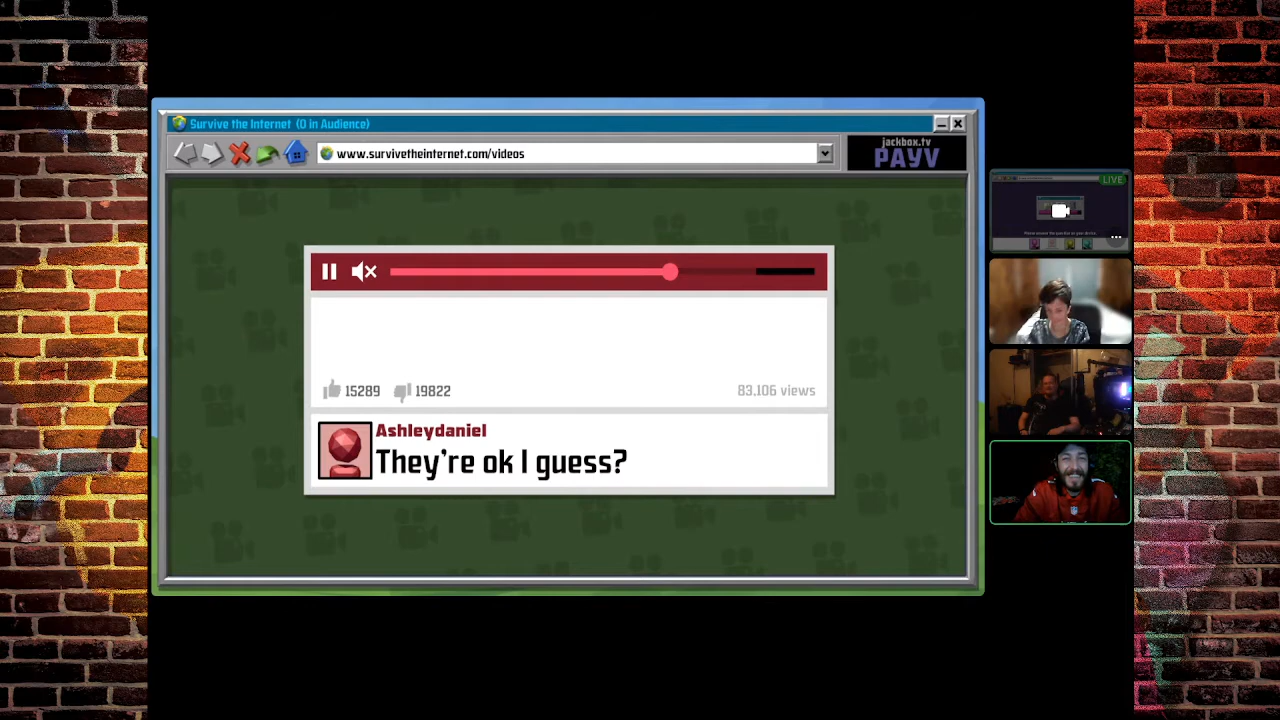 Survive the Internet (0 in Audience)
www.survivetheinternet.com/videos
jackbox.tv
PAYV
LIVE
15289
19822
83,106 views
Ashleydaniel
They're ok I guess?